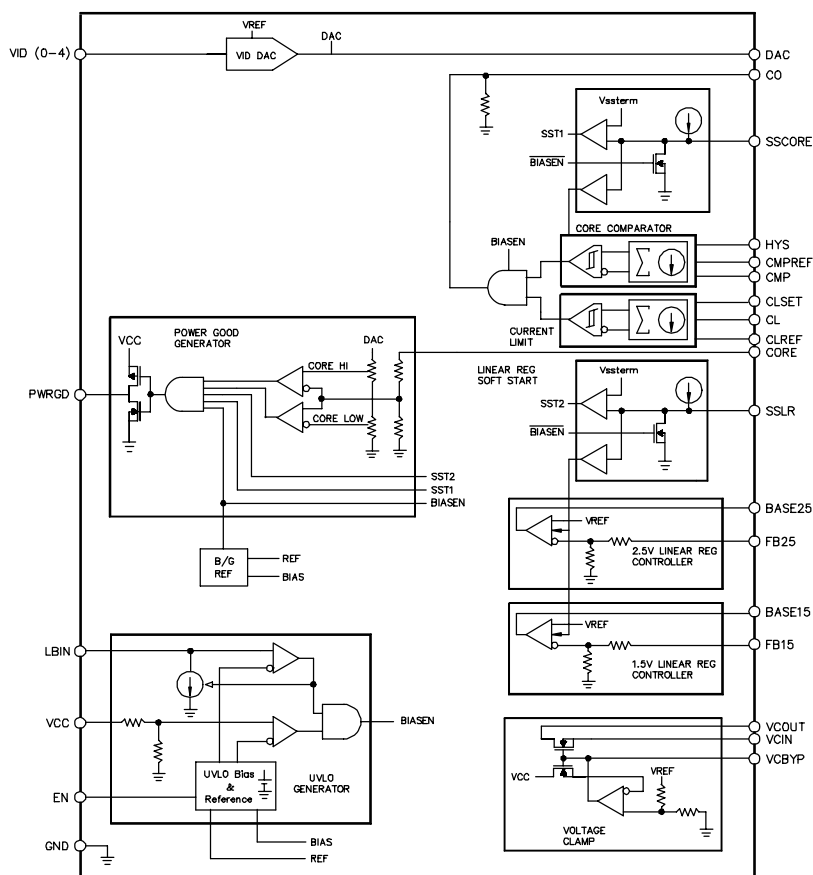 VREF
DAC
VID (0-4)
VID DAC
DAC
CO
Vssterm
SST1
SSCORE
BIASEN
CORE COMPARATOR
BIASEN
HYS
CMPREF
CMP
CLSET
CL
CLREF
CURRENT
LIMIT
CORE
POWER GOOD
GENERATOR
VCC
DAC
CORE HI
PWRGD
CORE LOW
SST2
SST1
BIASEN
LINEAR REG
SOFT START
Vssterm
SST2
SSLR
BIASEN
B/G
REF
REF
BIAS
BASE25
VREF
FB25
2.5V LINEAR REG
CONTROLLER
BASE15
VREF
FB15
1.5V LINEAR REG
CONTROLLER
LBIN
VCC
BIASEN
UVLO Bias
&
Reference
UVLO
GENERATOR
EN
BIAS
REF
GND
VCOUT
VCIN
VCBYP
VCC
VREF
VOLTAGE
CLAMP